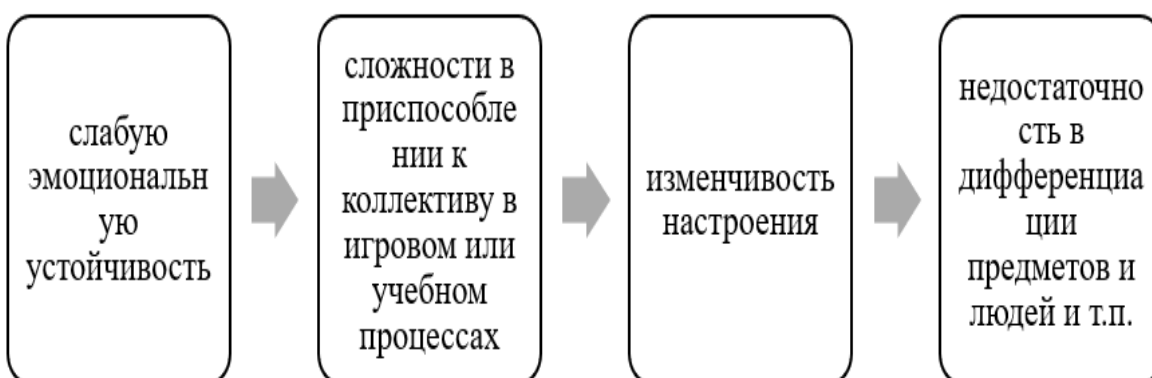 слабую
эмоциональн
ую
устойчивость
сложности в
приспособле
нии к
коллективу в
игровом или
учебном
процессах
изменчивость
настроения
недостаточно
сть в
дифференциа
ции
предметов и
людей и т.п.